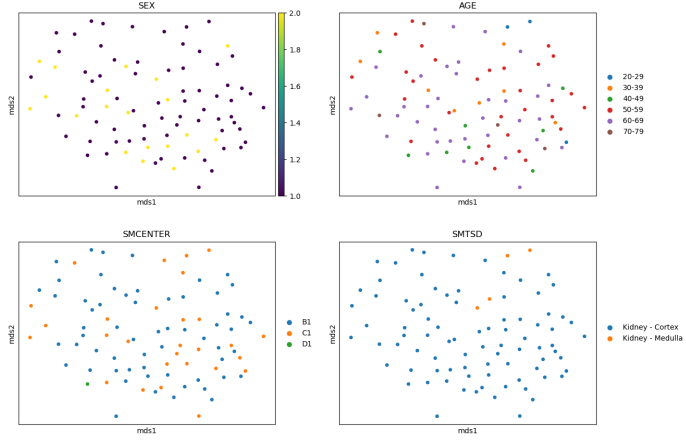 SEX
mds2
mds1
2.0
1.8
1.6
1.4
1.2
1.0
AGE
mds2
mds1
20-29
30-39
40-49
50-59
60-69
70-79
SMCENTER
mds2
mds1
B1
C1
D1
SMTSD
mds2
mds1
Kidney - Cortex
Kidney - Medulla